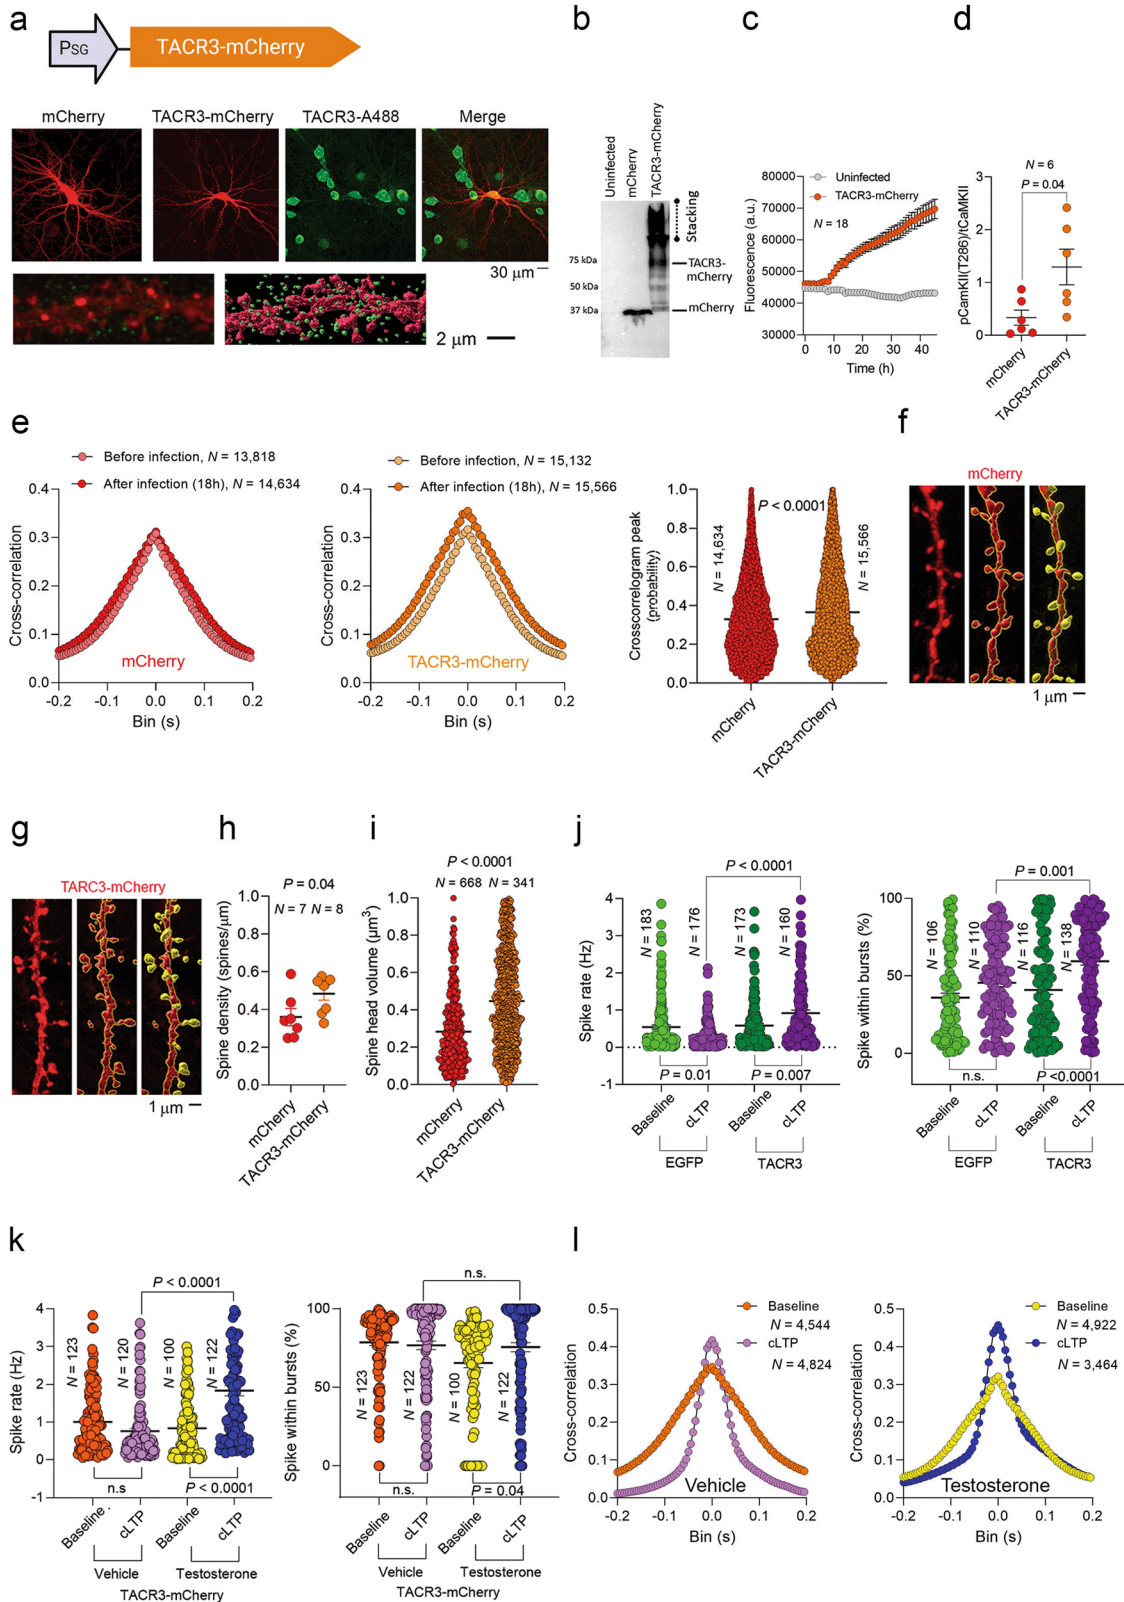 a
PSG
TACR3-mCherry
mCherry
TACR3-mCherry
TACR3-A488
Merge
30 µm
2 µm
b
Uninfected
mCherry
TACR3-mCherry
Stacking
75 kDa
50 kDa
37 kDa
TACR3-
mCherry
mCherry
c
Uninfected
TACR3-mCherry
N = 18
Fluorescence (a.u.)
80000
70000
60000
50000
40000
30000
0 10 20 30 40
Time (h)
d
N = 6
P = 0.04
pCamKII(T286)/tCaMKII
3
2
1
0
mCherry
TACR3-mCherry
e
Before infection, N = 13,818
After infection (18h), N = 14,634
Cross-correlation
0.4
0.3
0.2
0.1
0.0
mCherry
-0.2 -0.1 0.0 0.1 0.2
Bin (s)
Before infection, N = 15,132
After infection (18h), N = 15,566
Cross-correlation
0.4
0.3
0.2
0.1
0.0
TACR3-mCherry
-0.2 -0.1 0.0 0.1 0.2
Bin (s)
Crosscorrelogram peak
(probability)
1.0
0.8
0.6
0.4
0.2
0.0
P < 0.0001
N = 14,634
N = 15,566
mCherry
TACR3-mCherry
f
mCherry
1 µm
g
TARC3-mCherry
1 µm
h
P = 0.04
N = 7 N = 8
Spine density (spines/µm)
1.0
0.8
0.6
0.4
0.2
0.0
mCherry
TACR3-mCherry
i
P < 0.0001
N = 668 N = 341
Spine head volume (µm³)
1.0
0.8
0.6
0.4
0.2
0.0
mCherry
TACR3-mCherry
j
P < 0.0001
Spike rate (Hz)
4
3
2
1
0
-1
N = 183
N = 176
N = 173
N = 160
P = 0.01
P = 0.007
Baseline
cLTP
Baseline
cLTP
EGFP
TACR3
P = 0.001
Spike within bursts (%)
100
50
0
N = 106
N = 110
N = 116
N = 138
n.s.
P <0.0001
Baseline
cLTP
Baseline
cLTP
EGFP
TACR3
k
P < 0.0001
Spike rate (Hz)
4
3
2
1
0
-1
N = 123
N = 120
N = 100
N = 122
n.s
P < 0.0001
Baseline
cLTP
Baseline
cLTP
Vehicle
Testosterone
TACR3-mCherry
n.s.
Spike within bursts (%)
100
50
0
N = 123
N = 122
N = 100
N = 122
n.s.
P = 0.04
Baseline
cLTP
Baseline
cLTP
Vehicle
Testosterone
TACR3-mCherry
l
Cross-correlation
0.5
0.4
0.3
0.2
0.1
0.0
Baseline
N = 4,544
cLTP
N = 4,824
Vehicle
-0.2 -0.1 0.0 0.1 0.2
Bin (s)
Cross-correlation
0.5
0.4
0.3
0.2
0.1
0.0
Baseline
N = 4,922
cLTP
N = 3,464
Testosterone
-0.2 -0.1 0.0 0.1 0.2
Bin (s)